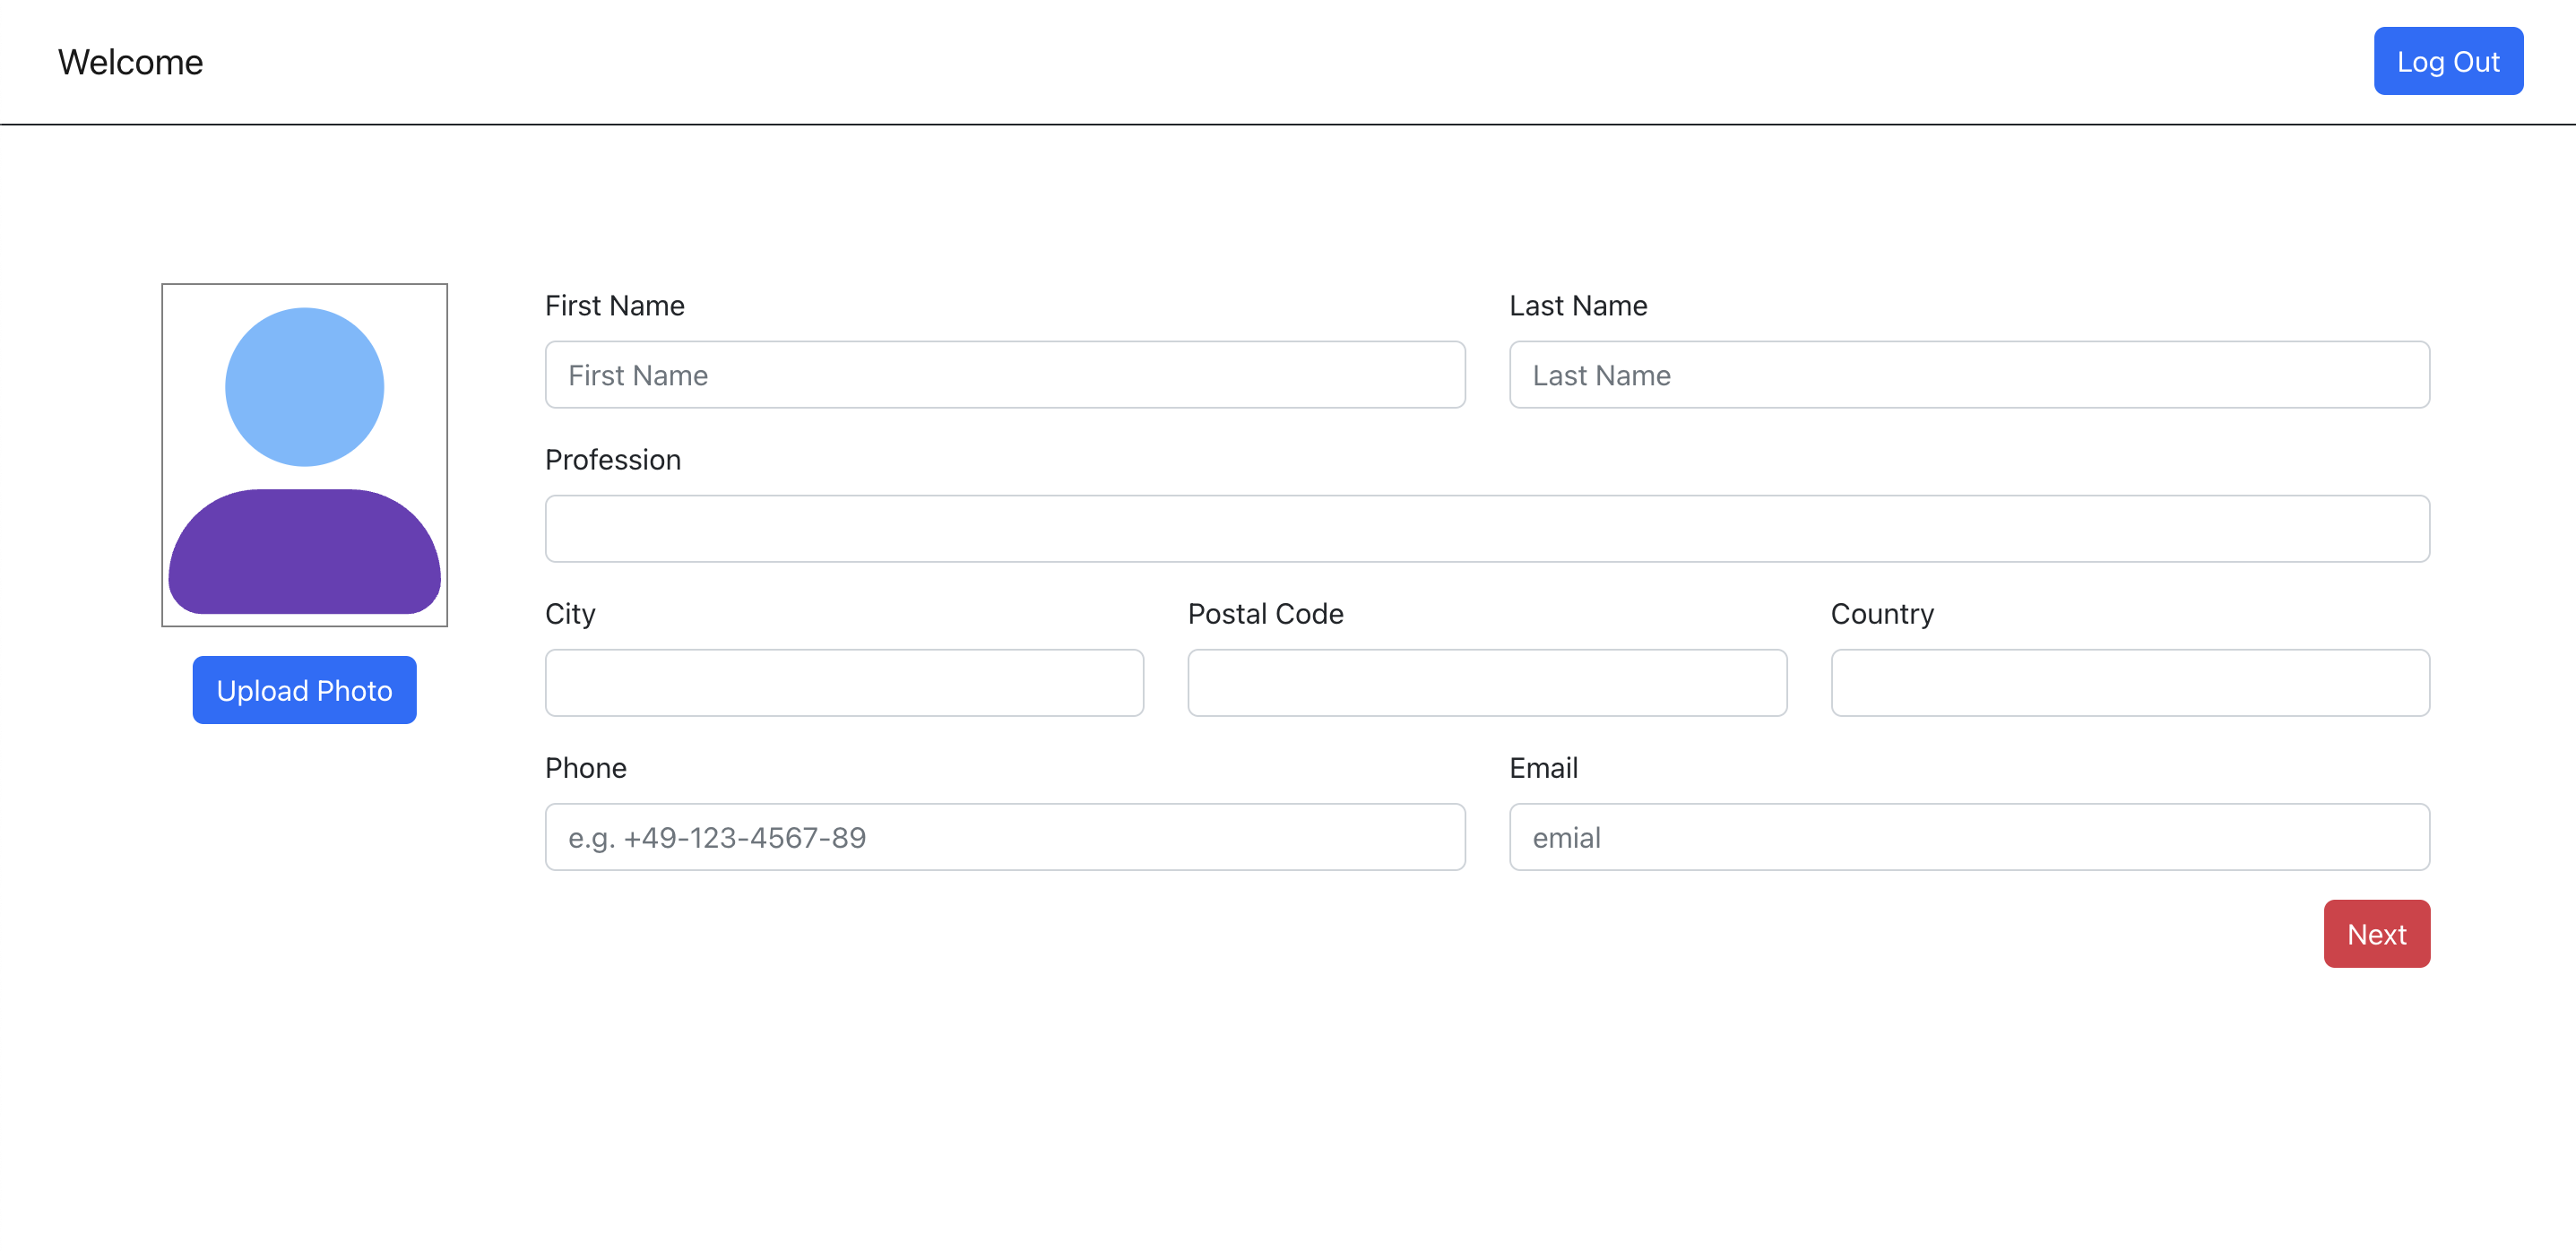 Welcome
Log Out
First Name
Last Name
First Name
Last Name
Profession
City
Postal Code
Country
Upload Photo
Phone
Email
e.g. +49-123-4567-89
emial
Next